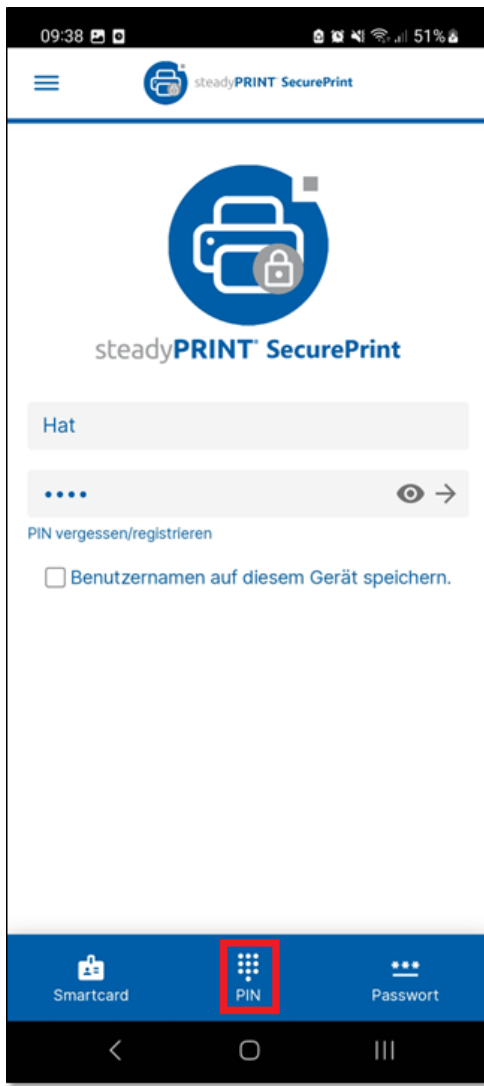 09:38 51%
steadyPRINT SecurePrint
steadyPRINT® SecurePrint
Hat
••••
PIN vergessen/registrieren
Benutzernamen auf diesem Gerät speichern.
Smartcard PIN Passwort